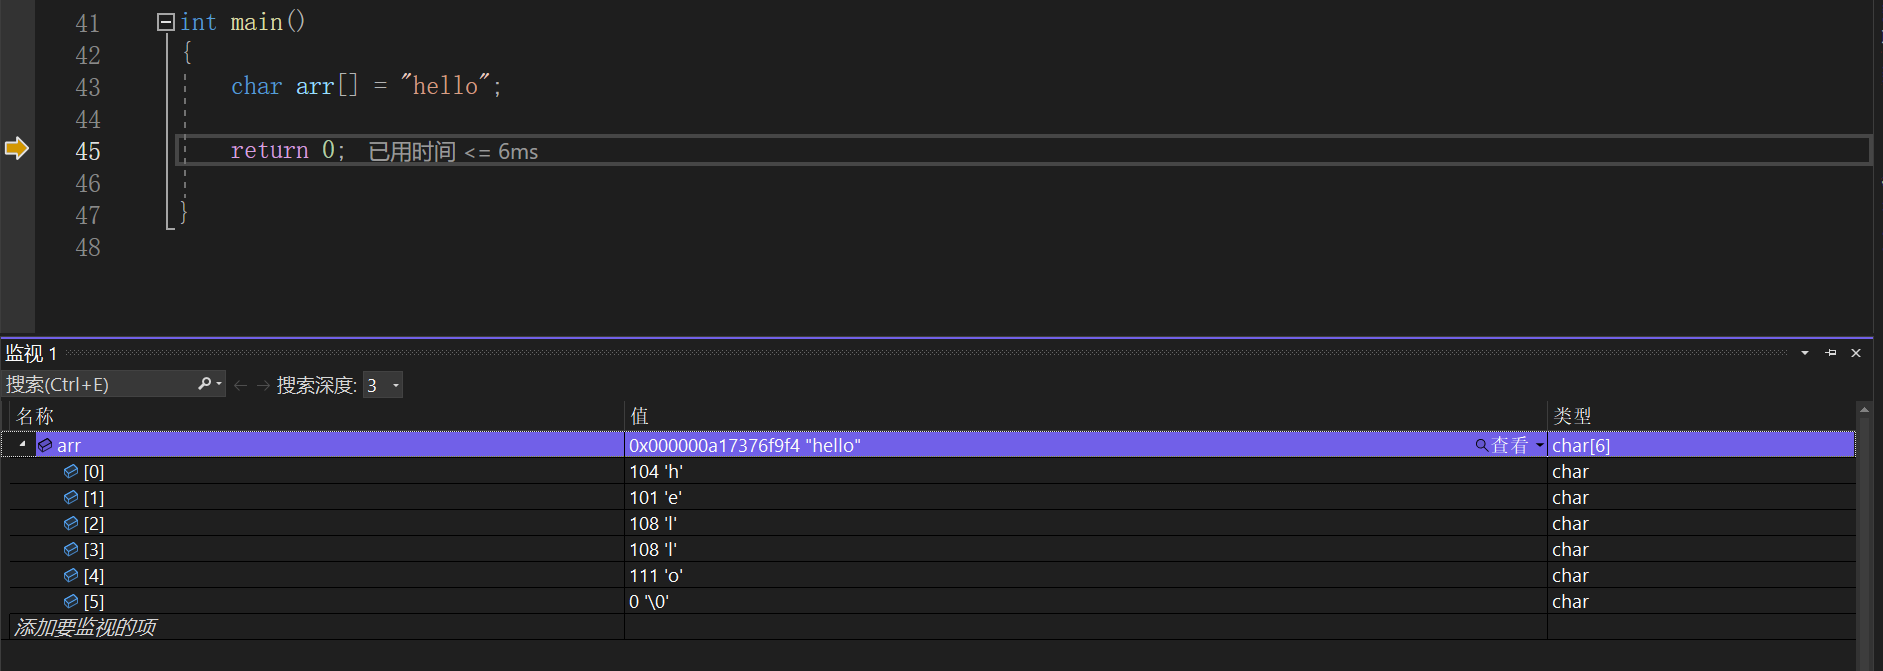 41 int main()
42 {
43 char arr[] = "hello";
44
45 return 0; 已用时间 <= 6ms
46
47 }
48
监视 1
搜索(Ctrl+E) 搜索深度: 3
名称 值 类型
arr 0x000000a17376f9f4 "hello" 查看 char[6]
[0] 104 'h' char
[1] 101 'e' char
[2] 108 'l' char
[3] 108 'l' char
[4] 111 'o' char
[5] 0 '\0' char
添加要监视的项